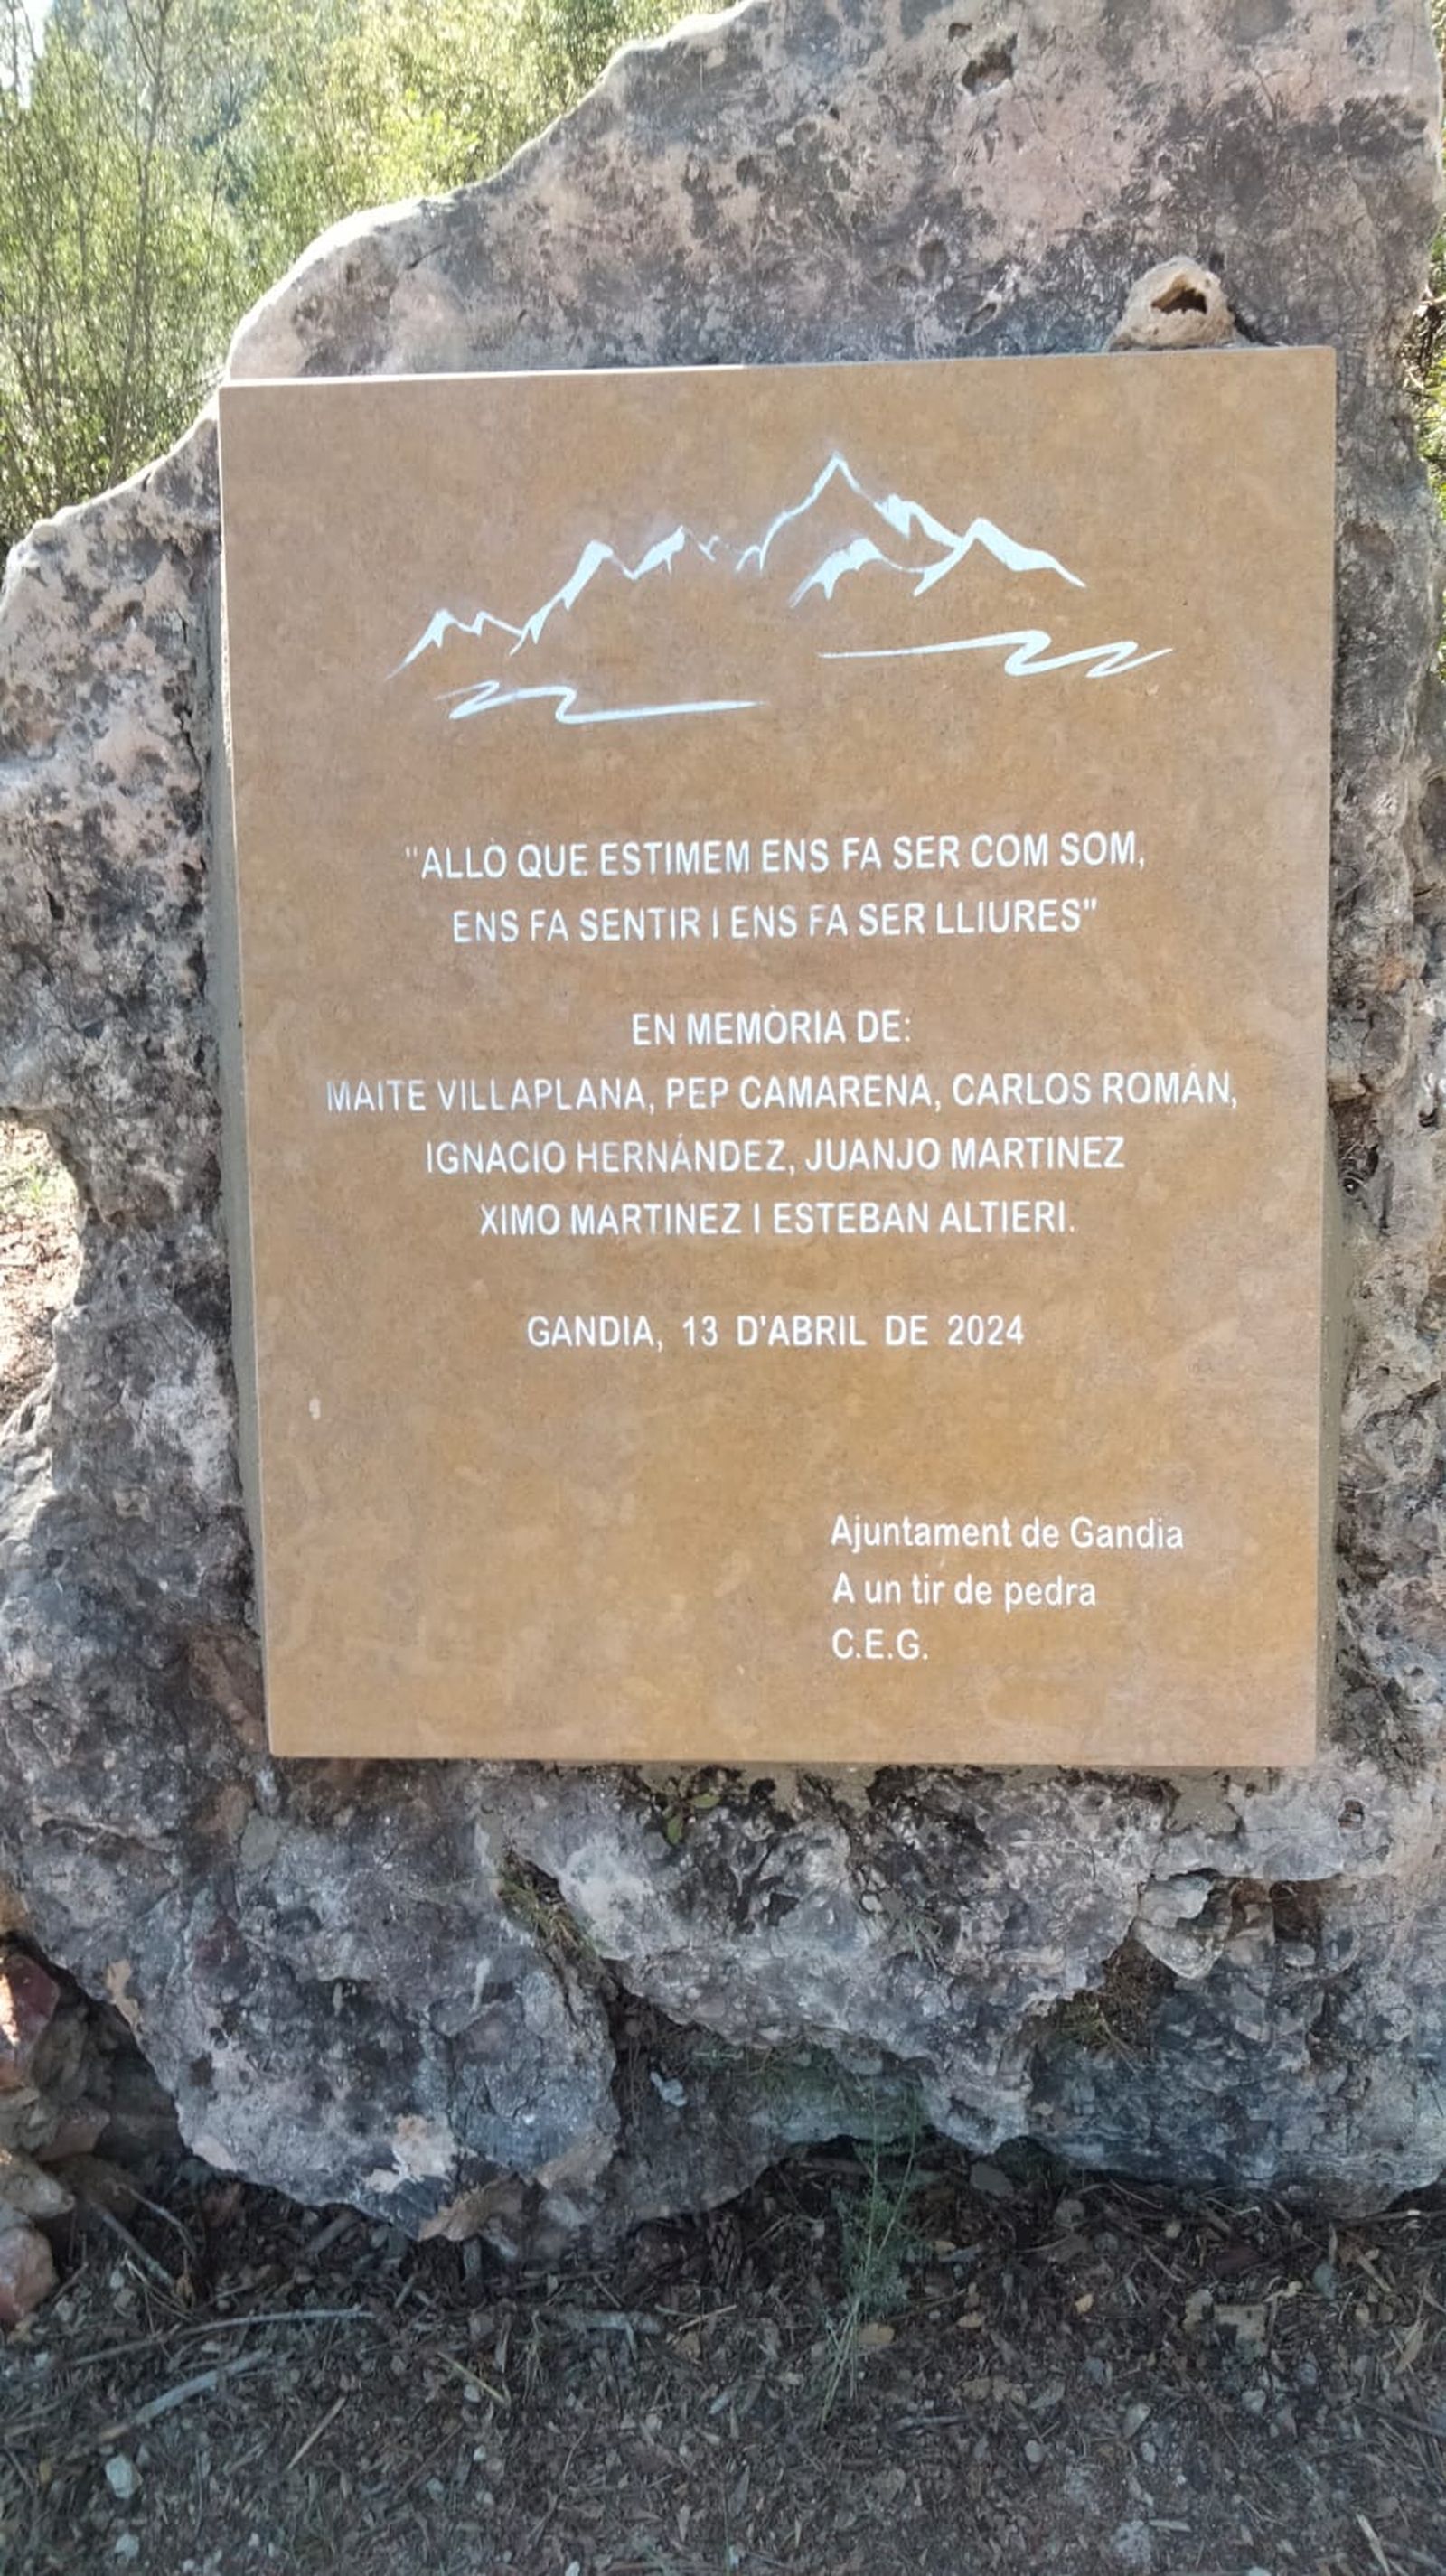 "ALLÒ QUE ESTIMEM ENS FA SER COM SOM,
ENS FA SENTIR I ENS FA SER LLIURES"
EN MEMÒRIA DE:
MAITE VILLAPLANA, PEP CAMARENA, CARLOS ROMÁN,
IGNACIO HERNÁNDEZ, JUANJO MARTINEZ
XIMO MARTINEZ I ESTEBAN ALTIERI.
GANDIA, 13 D'ABRIL DE 2024
Ajuntament de Gandia
A un tir de pedra
C.E.G.